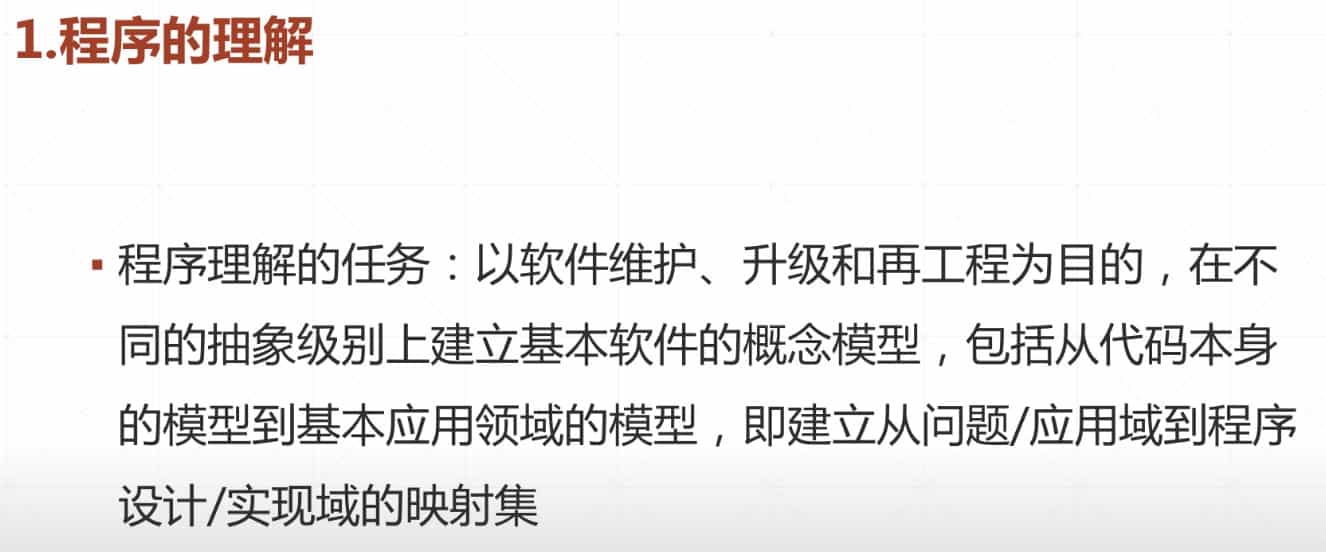 1.程序的理解
▪ 程序理解的任务：以软件维护、升级和再工程为目的，在不
同的抽象级别上建立基本软件的概念模型，包括从代码本身
的模型到基本应用领域的模型，即建立从问题/应用域到程序
设计/实现域的映射集